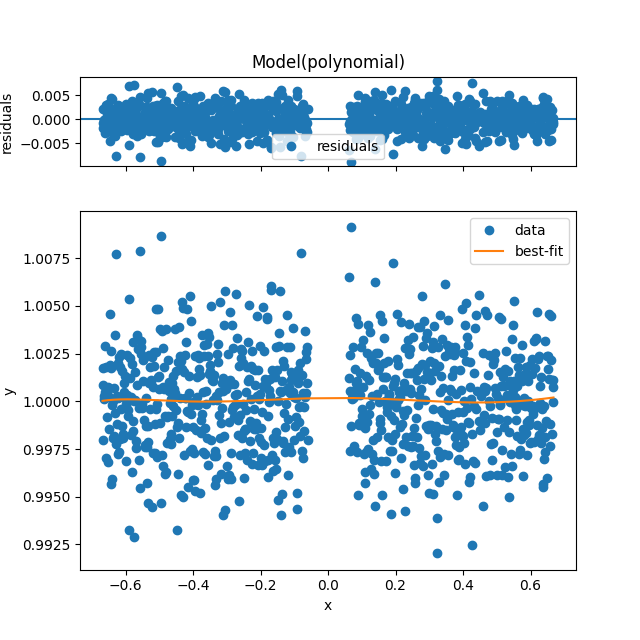 Model(polynomial)
residuals
0.005
0.000
−0.005
residuals
y
1.0075
1.0050
1.0025
1.0000
0.9975
0.9950
0.9925
data
best-fit
−0.6 −0.4 −0.2 0.0 0.2 0.4 0.6
x